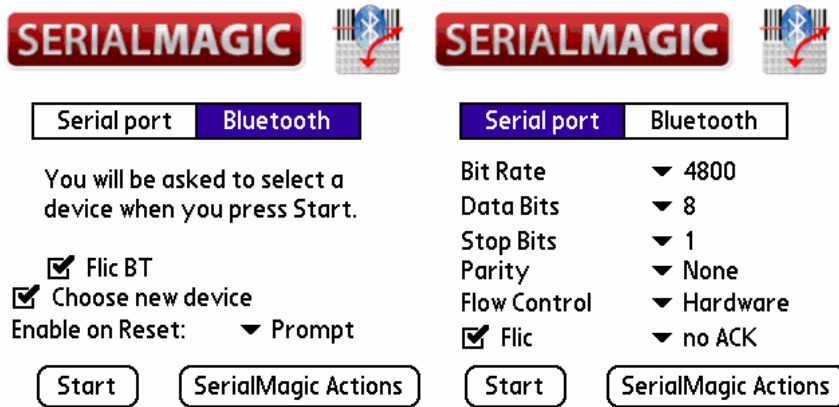 SERIALMAGIC
Serial port Bluetooth
You will be asked to select a
device when you press Start.
Flic BT
Choose new device
Enable on Reset: Prompt
Start SerialMagic Actions
SERIALMAGIC
Serial port Bluetooth
Bit Rate 4800
Data Bits 8
Stop Bits 1
Parity None
Flow Control Hardware
Flic no ACK
Start SerialMagic Actions